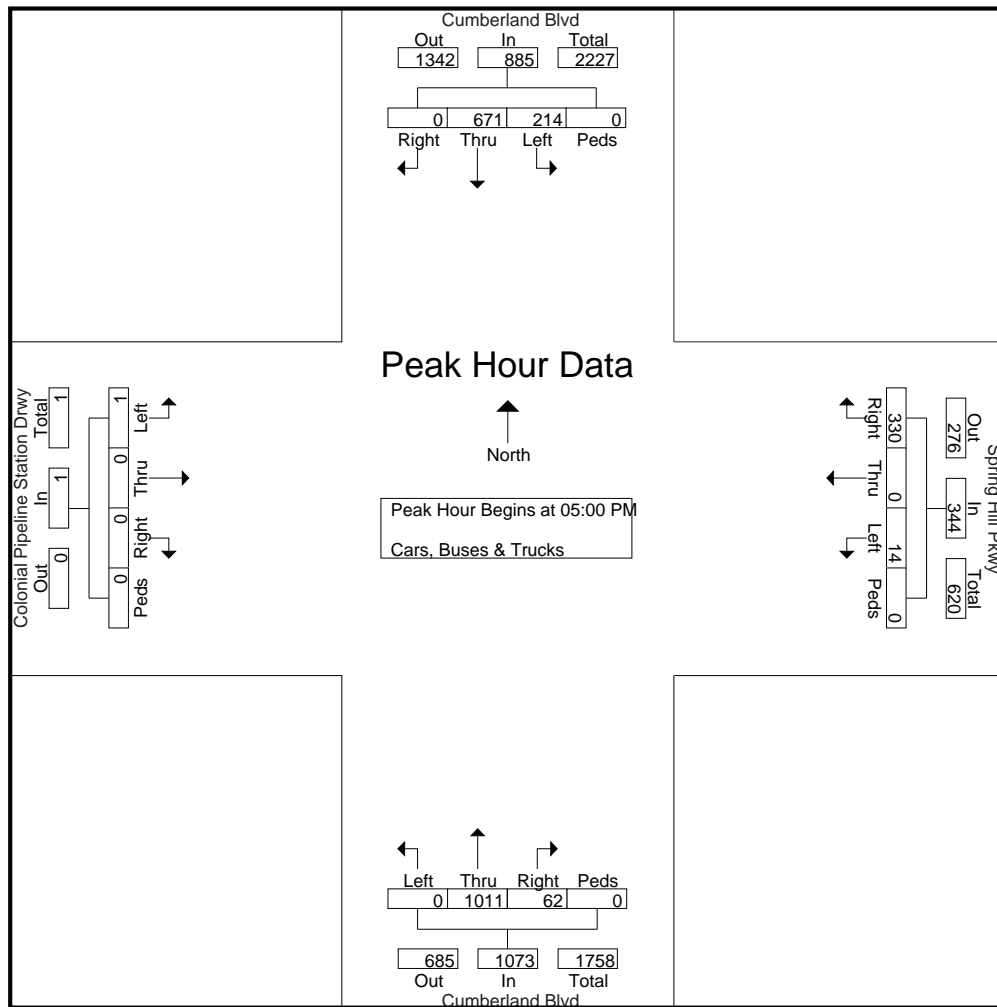 Cumberland Blvd
Out In Total
1342 885 2227
0 671 214 0
Right Thru Left Peds
Peak Hour Data
North
Peak Hour Begins at 05:00 PM
Cars, Buses & Trucks
Colonial Pipeline Station Drwy
Total In Out
1 1 0
1 0 0 0
Left Thru Right Peds
Spring Hill Pkwy
Out In Total
276 344 620
330 0 14 0
Right Thru Left Peds
Left Thru Right Peds
0 1011 62 0
685 1073 1758
Out In Total
Cumberland Blvd